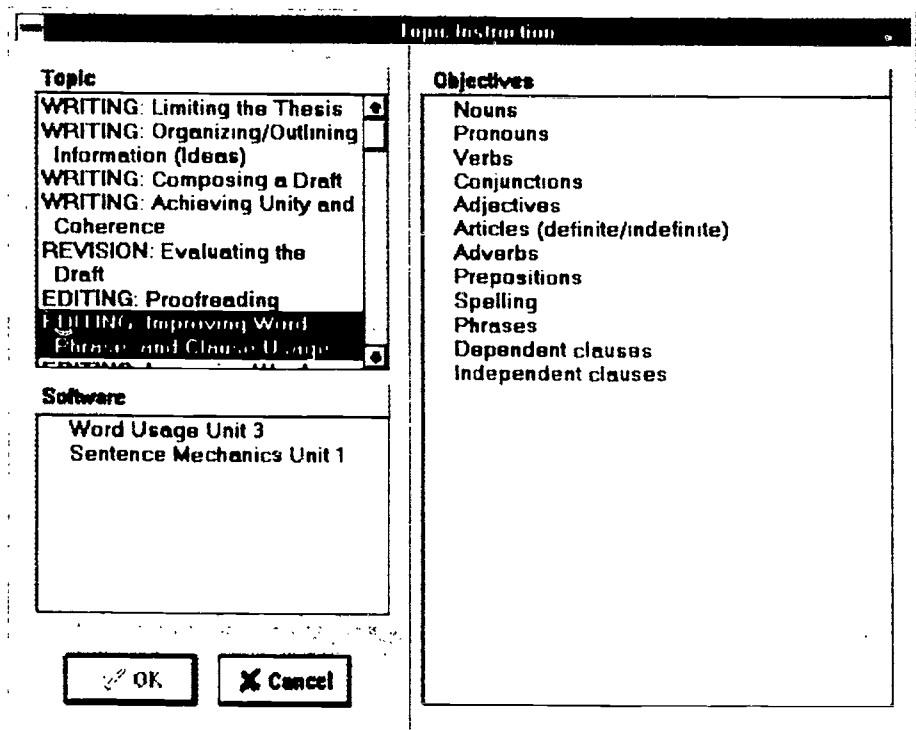 Topic Instruction
Topic
WRITING: Limiting the Thesis
WRITING: Organizing/Outlining
Information (Ideas)
WRITING: Composing a Draft
WRITING: Achieving Unity and
Coherence
REVISION: Evaluating the
Draft
EDITING: Proofreading
EDITING: Improving Word
Phrase and Clause Usage
Software
Word Usage Unit 3
Sentence Mechanics Unit 1
OK
Cancel
Objectives
Nouns
Pronouns
Verbs
Conjunctions
Adjectives
Articles (definite/indefinite)
Adverbs
Prepositions
Spelling
Phrases
Dependent clauses
Independent clauses